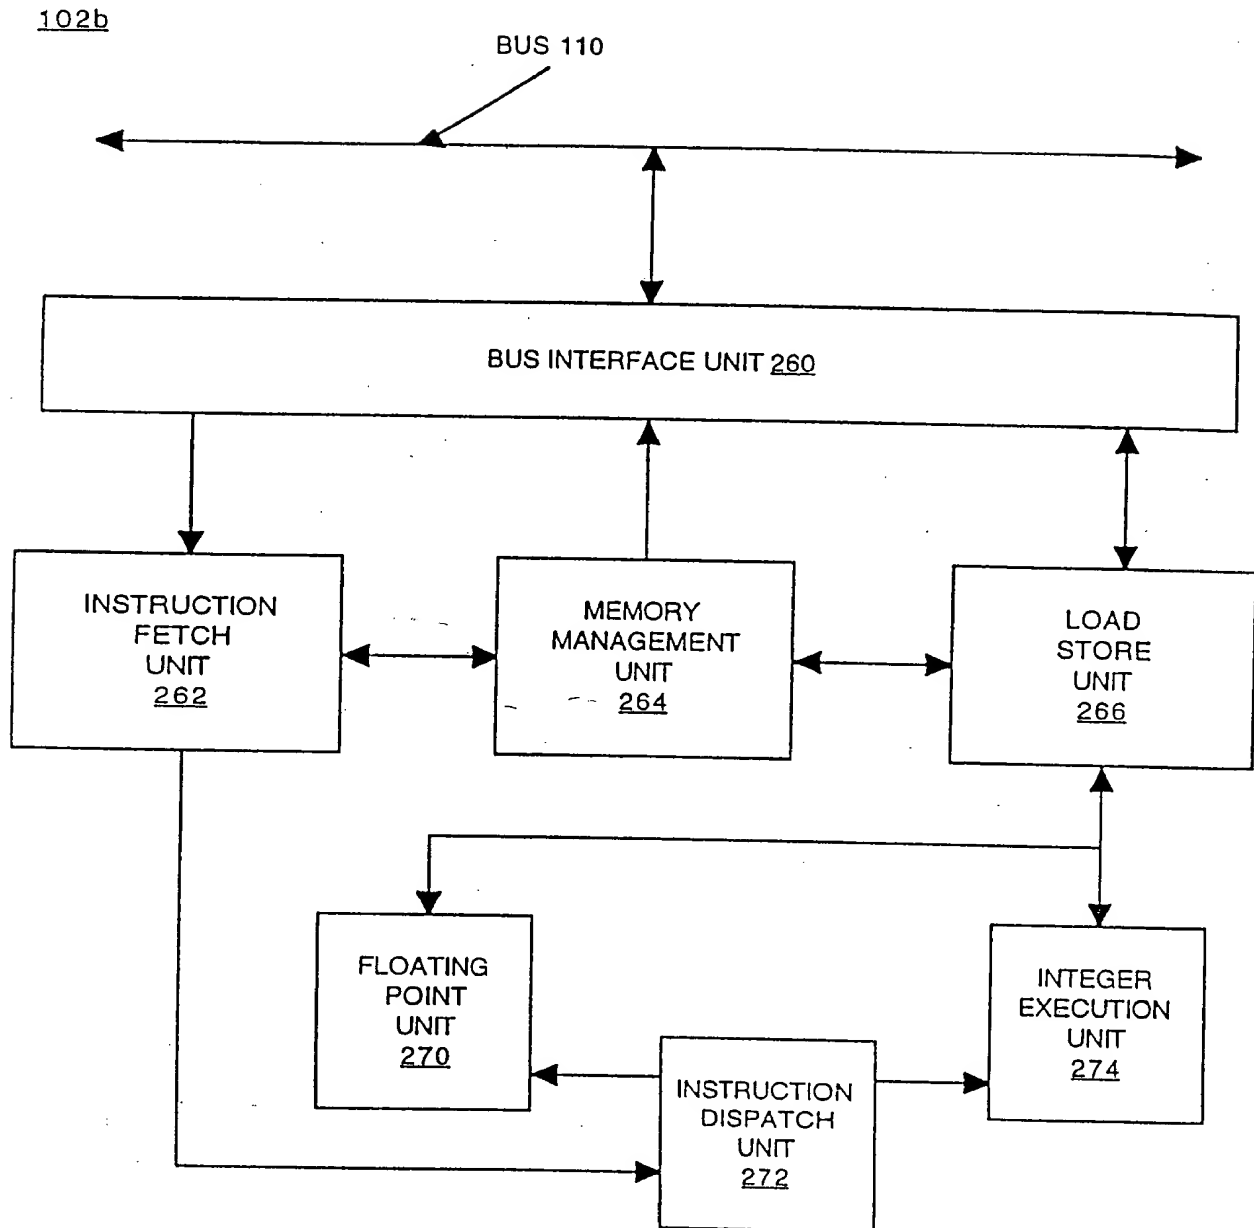 102b
BUS 110
BUS INTERFACE UNIT 260
INSTRUCTION
FETCH
UNIT
262
MEMORY
MANAGEMENT
UNIT
264
LOAD
STORE
UNIT
266
FLOATING
POINT
UNIT
270
INSTRUCTION
DISPATCH
UNIT
272
INTEGER
EXECUTION
UNIT
274